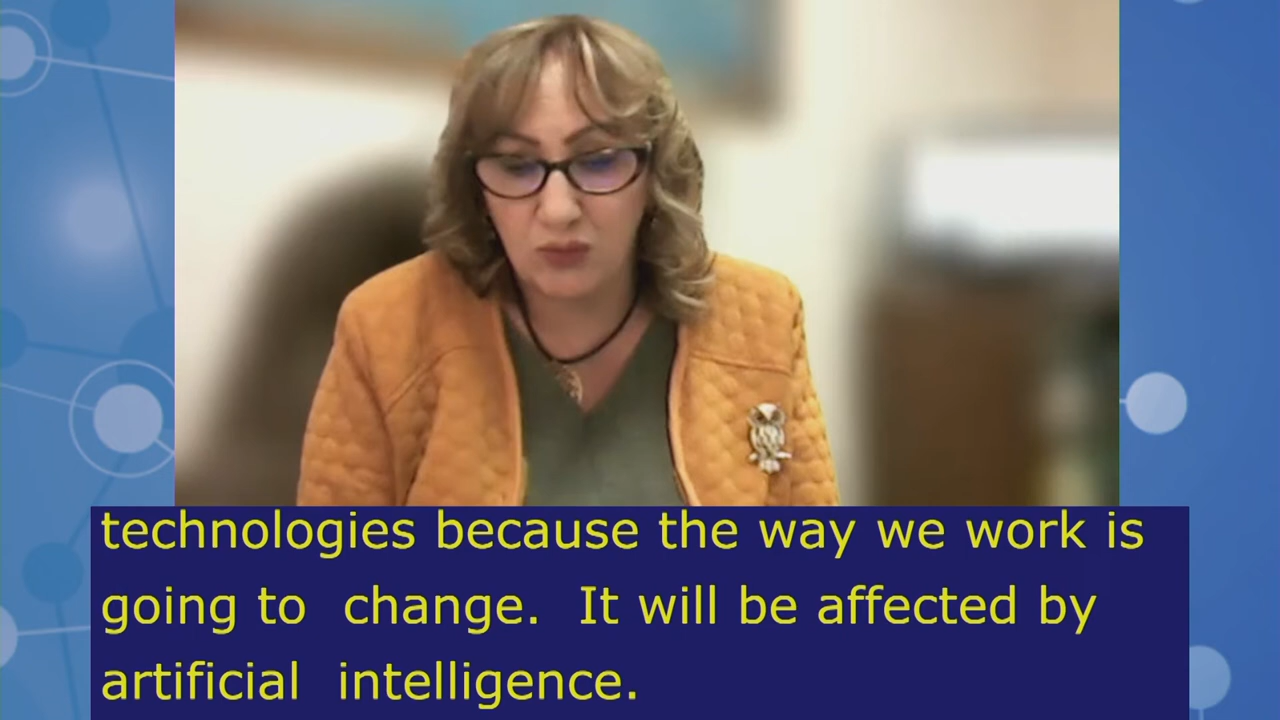 technologies because the way we work is
going to  change.  It will be affected by
artificial  intelligence.